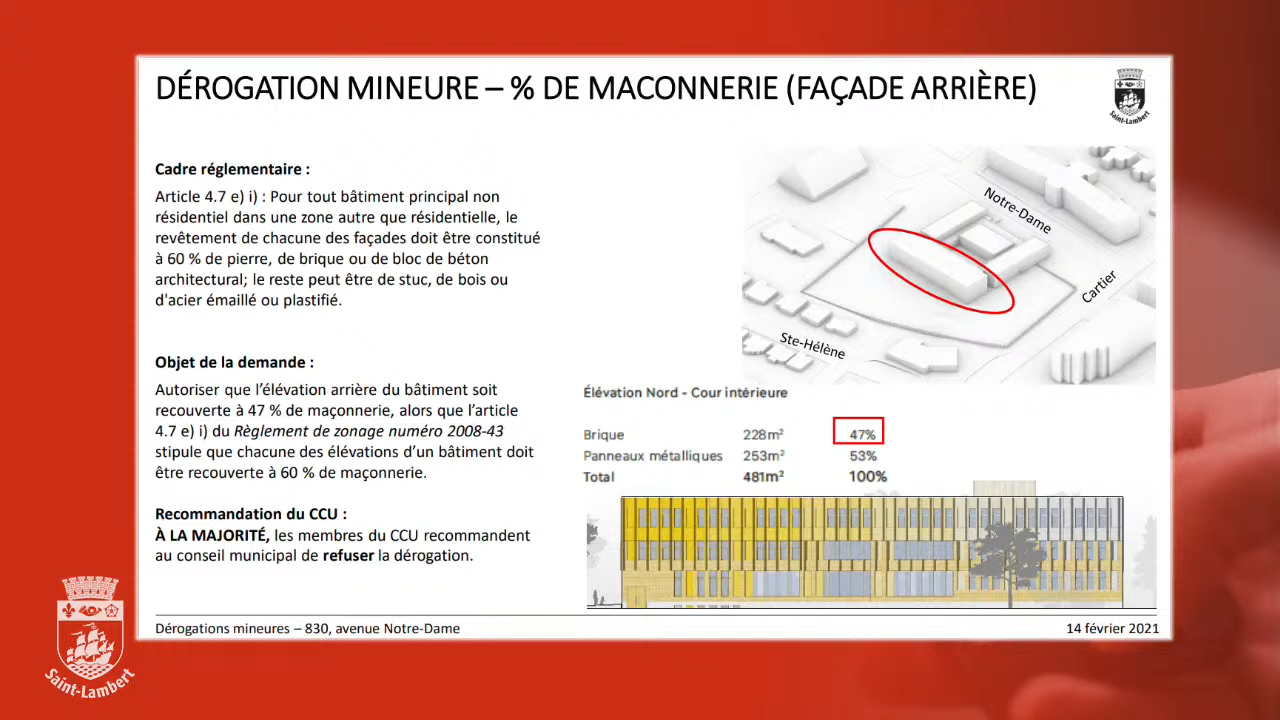 DÉROGATION MINEURE – % DE MACONNERIE (FAÇADE ARRIÈRE)
Saint-Lambert
Cadre réglementaire :
Article 4.7 e) i) : Pour tout bâtiment principal non
résidentiel dans une zone autre que résidentielle, le
revêtement de chacune des façades doit être constitué
à 60 % de pierre, de brique ou de bloc de béton
architectural; le reste peut être de stuc, de bois ou
d'acier émaillé ou plastifié.
Notre-Dame
Cartier
Ste-Hélène
Objet de la demande :
Autoriser que l’élévation arrière du bâtiment soit
recouverte à 47 % de maçonnerie, alors que l’article
4.7 e) i) du Règlement de zonage numéro 2008-43
stipule que chacune des élévations d’un bâtiment doit
être recouverte à 60 % de maçonnerie.
Élévation Nord - Cour intérieure
Brique 228m² 47%
Panneaux métalliques 253m² 53%
Total 481m² 100%
Recommandation du CCU :
À LA MAJORITÉ, les membres du CCU recommandent
au conseil municipal de refuser la dérogation.
Dérogations mineures – 830, avenue Notre-Dame
14 février 2021
Saint-Lambert